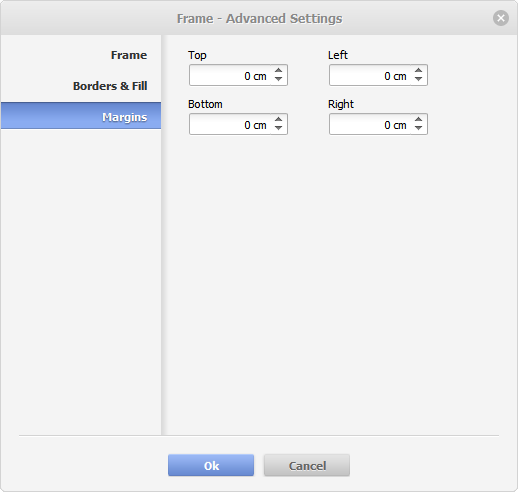 Frame - Advanced Settings
Frame
Borders & Fill
Margins
Top
Left
0 cm
0 cm
Bottom
Right
0 cm
0 cm
Ok
Cancel